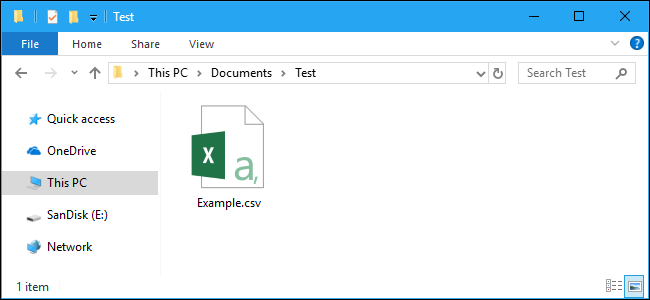 Test
File Home Share View
This PC Documents Test Search Test
Quick access
OneDrive
This PC
SanDisk (E:)
Network
X a,
Example.csv
1 item